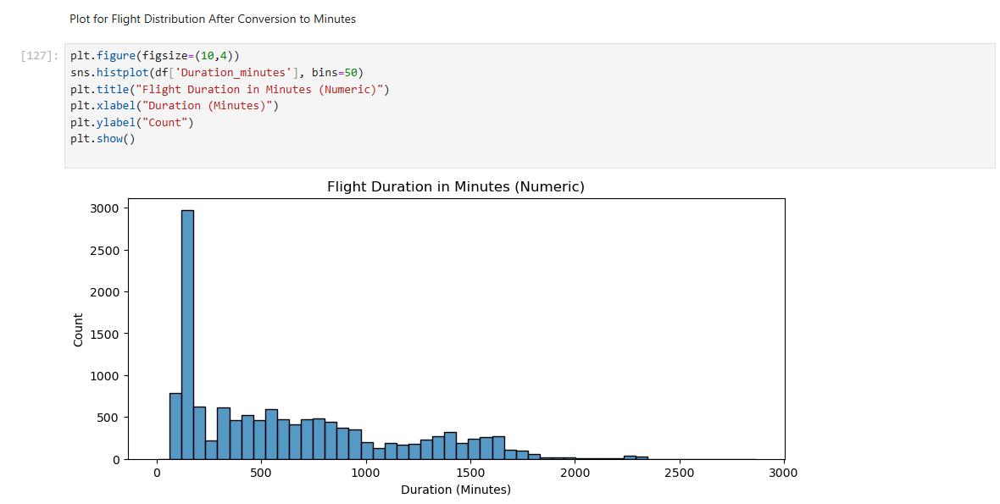 Plot for Flight Distribution After Conversion to Minutes
[127]:
plt.figure(figsize=(10,4))
sns.histplot(df['Duration_minutes'], bins=50)
plt.title("Flight Duration in Minutes (Numeric)")
plt.xlabel("Duration (Minutes)")
plt.ylabel("Count")
plt.show()
Flight Duration in Minutes (Numeric)
3000
2500
2000
1500
1000
500
0
Count
0 500 1000 1500 2000 2500 3000
Duration (Minutes)